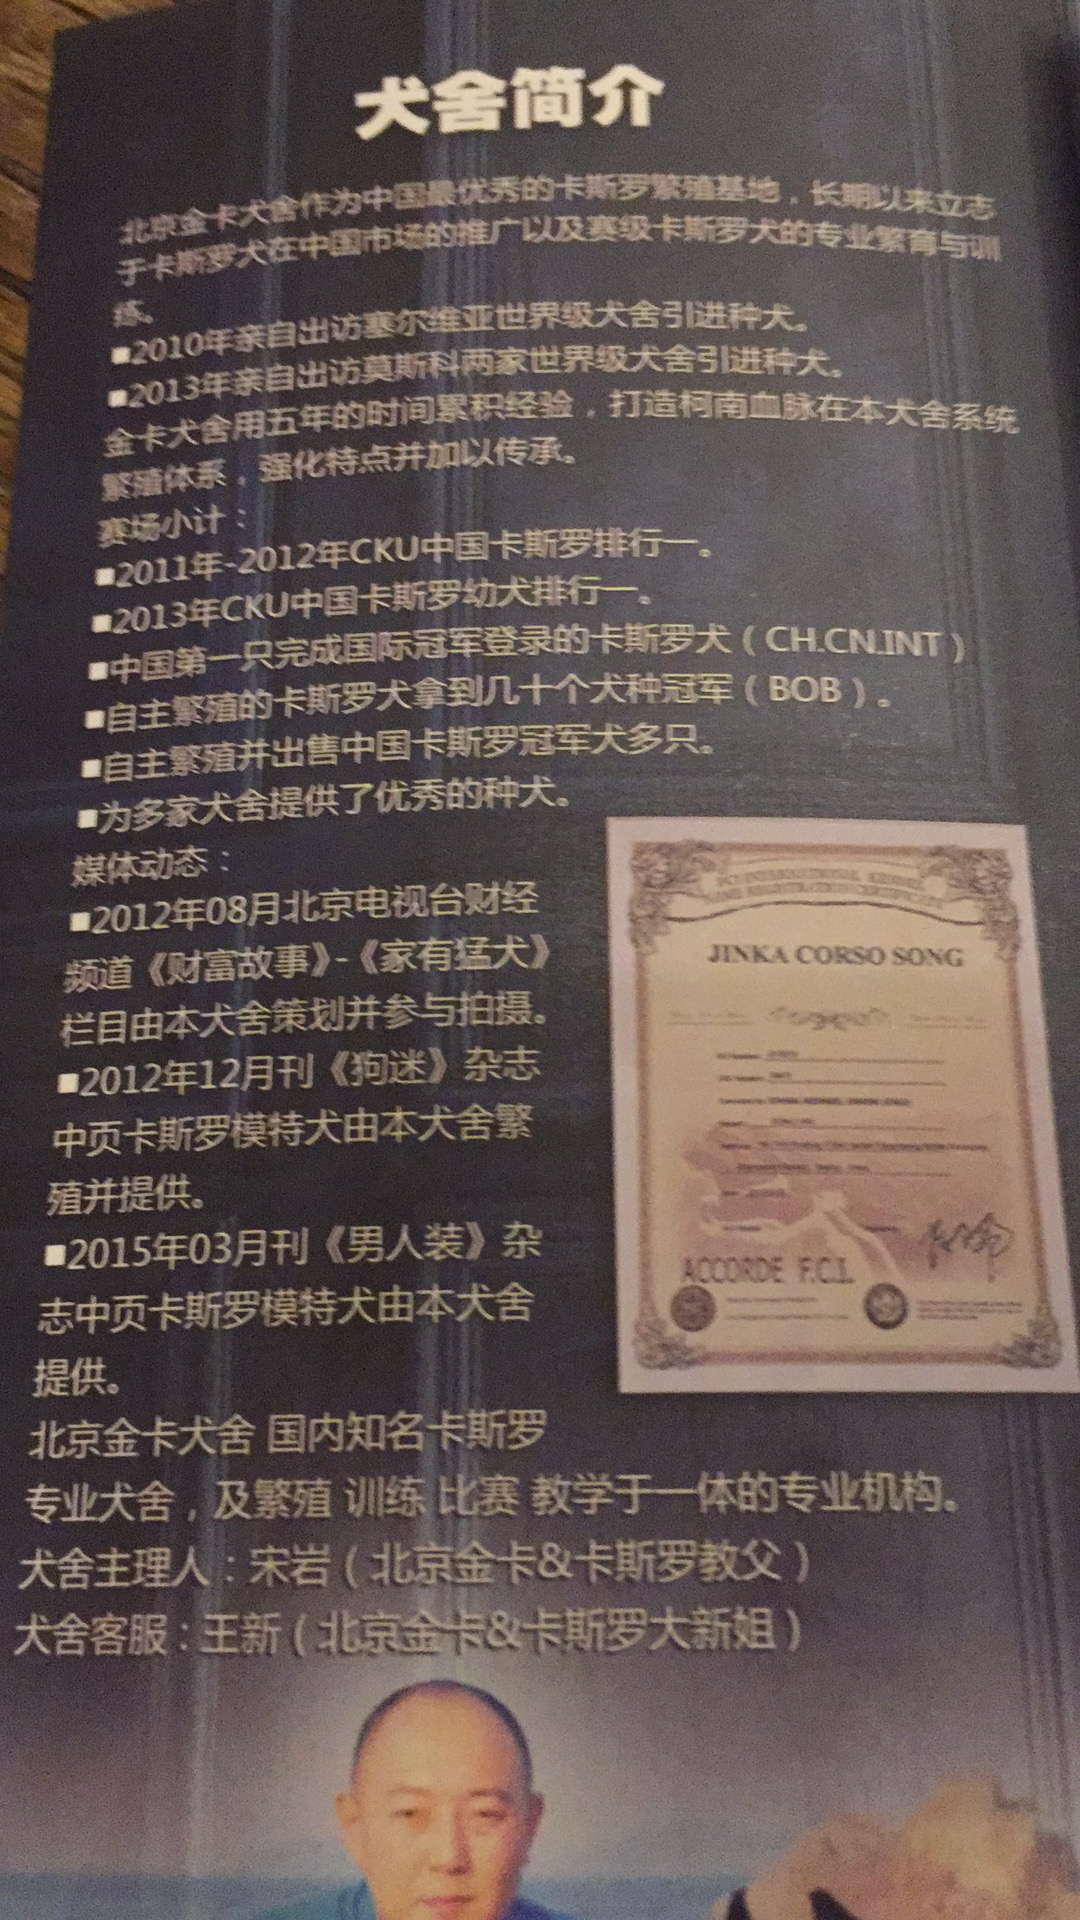 犬舍简介
北京金卡犬舍作为中国最优秀的卡斯罗繁殖基地，长期以来立志
于卡斯罗犬在中国市场的推广以及赛级卡斯罗犬的专业繁育与训
练。
■2010年亲自出访塞尔维亚世界级犬舍引进种犬。
■2013年亲自出访莫斯科两家世界级犬舍引进种犬。
金卡犬舍用五年的时间累积经验，打造柯南血脉在本犬舍系统
繁殖体系，强化特点并加以传承。
赛场小计：
■2011年-2012年CKU中国卡斯罗排行一。
■2013年CKU中国卡斯罗幼犬排行一。
■中国第一只完成国际冠军登录的卡斯罗犬（CH.CN.INT）
■自主繁殖的卡斯罗犬拿到几十个犬种冠军（BOB）。
■自主繁殖并出售中国卡斯罗冠军犬多只。
■为多家犬舍提供了优秀的种犬。
媒体动态：
■2012年08月北京电视台财经
频道《财富故事》-《家有猛犬》
栏目由本犬舍策划并参与拍摄。
■2012年12月刊《狗迷》杂志
中页卡斯罗模特犬由本犬舍繁
殖并提供。
■2015年03月刊《男人装》杂
志中页卡斯罗模特犬由本犬舍
提供。
北京金卡犬舍 国内知名卡斯罗
专业犬舍，及繁殖 训练 比赛 教学于一体的专业机构。
犬舍主理人：宋岩（北京金卡&卡斯罗教父）
犬舍客服：王新（北京金卡&卡斯罗大新姐）
JINKA CORSO SONG
ACCORDE F.C.I.